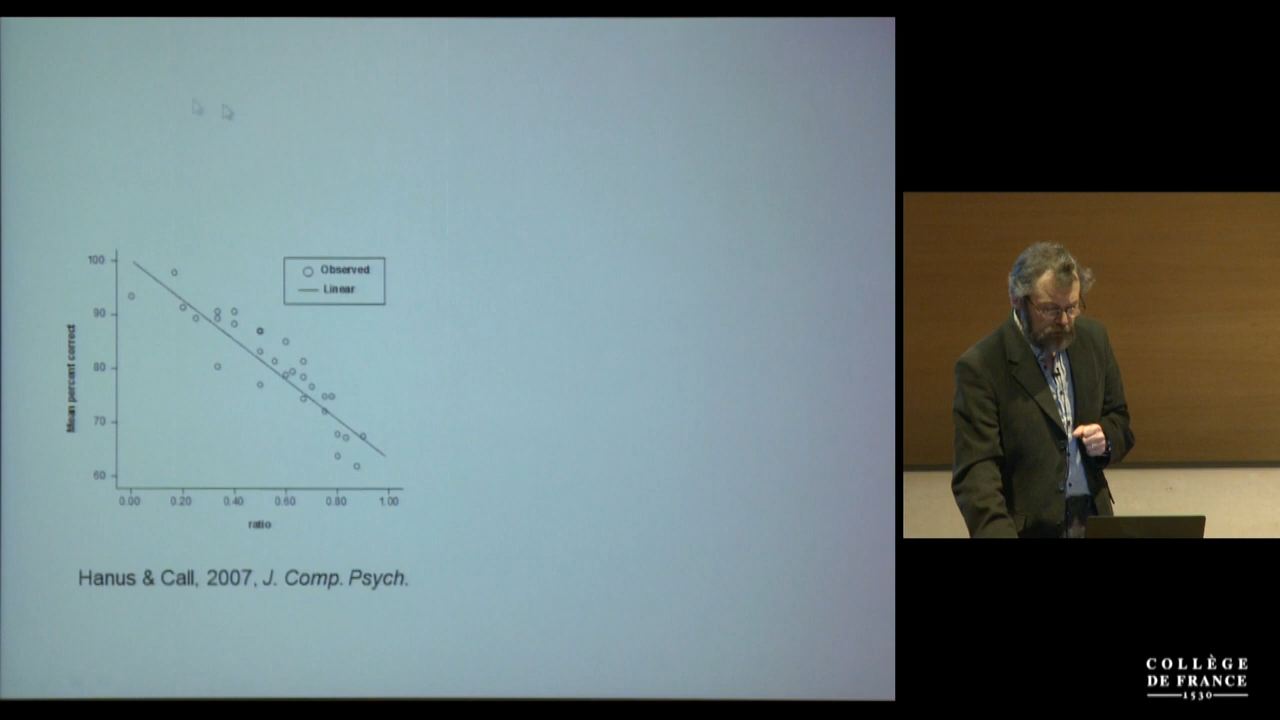 100
90
80
70
60
Mean percent correct
Observed
Linear
0.00 0.20 0.40 0.60 0.80 1.00
ratio
Hanus & Call, 2007, J. Comp. Psych.
COLLÈGE
DE FRANCE
1530